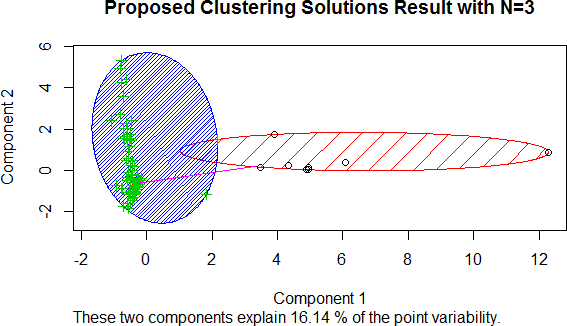 Proposed Clustering Solutions Result with N=3
Component 2
6
4
2
0
-2
-2 0 2 4 6 8 10 12
Component 1
These two components explain 16.14 % of the point variability.